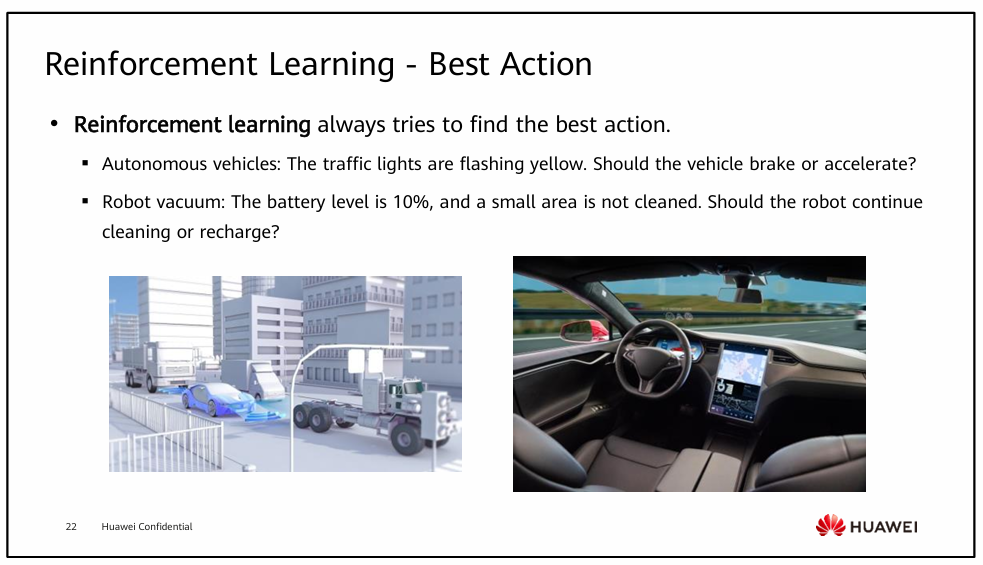 Reinforcement Learning - Best Action
• Reinforcement learning always tries to find the best action.
▪ Autonomous vehicles: The traffic lights are flashing yellow. Should the vehicle brake or accelerate?
▪ Robot vacuum: The battery level is 10%, and a small area is not cleaned. Should the robot continue
cleaning or recharge?
22 Huawei Confidential
HUAWEI